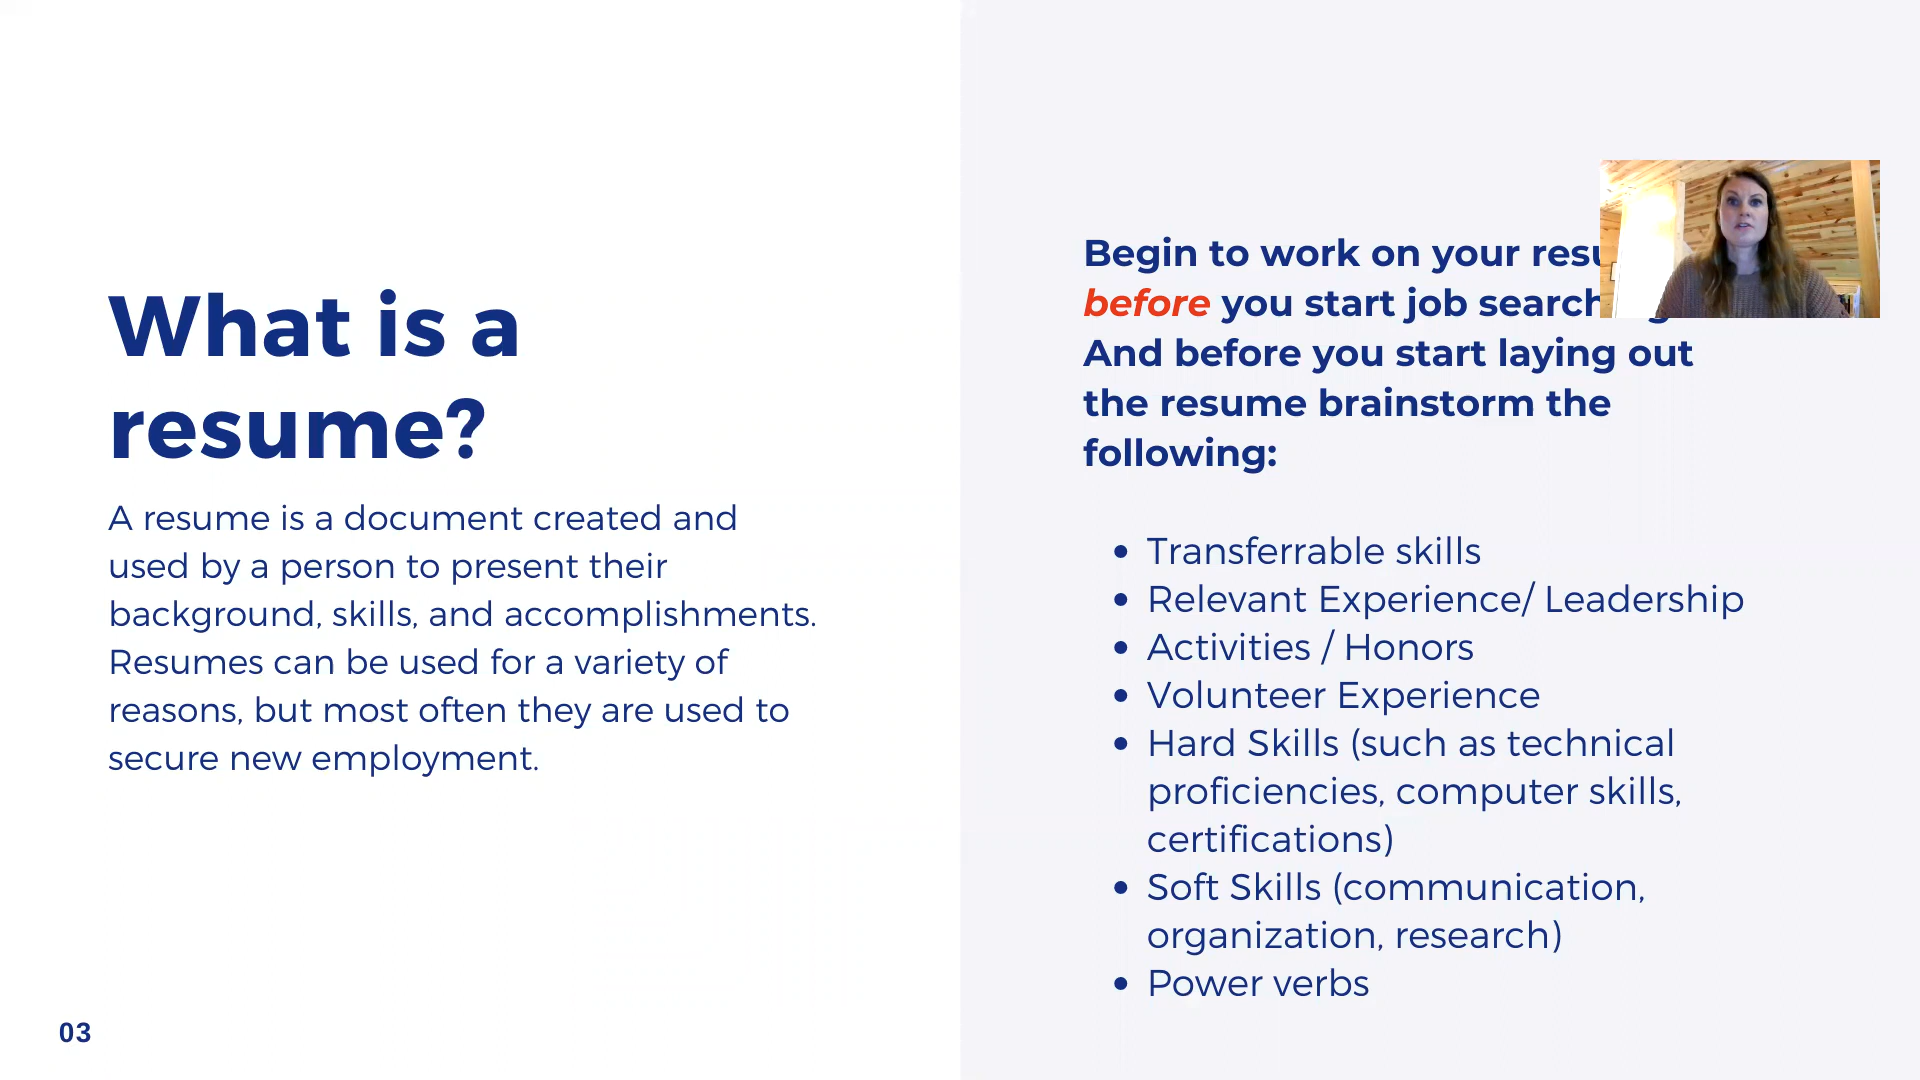 What is a
resume?
A resume is a document created and
used by a person to present their
background, skills, and accomplishments.
Resumes can be used for a variety of
reasons, but most often they are used to
secure new employment.
03
Begin to work on your
before you start job
And before you start laying out
the resume brainstorm the
following:
• Transferrable skills
• Relevant Experience/ Leadership
• Activities / Honors
• Volunteer Experience
• Hard Skills (such as technical
proficiencies, computer skills,
certifications)
• Soft Skills (communication,
organization, research)
• Power verbs